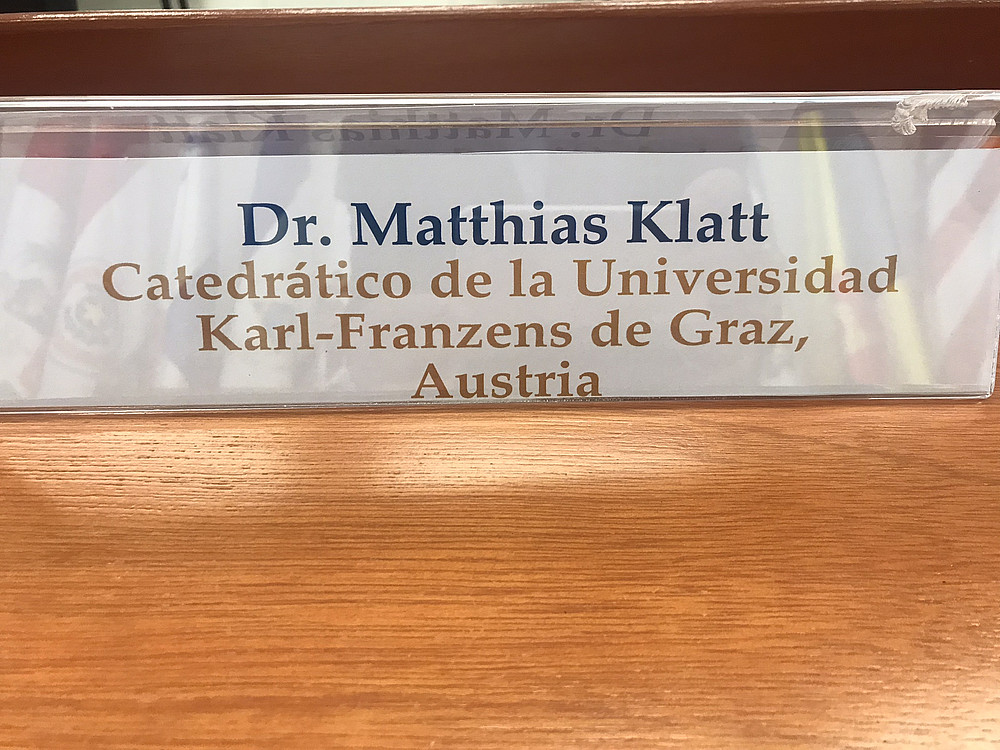 Dr. Matthias Klatt
Catedrático de la Universidad
Karl-Franzens de Graz,
Austria